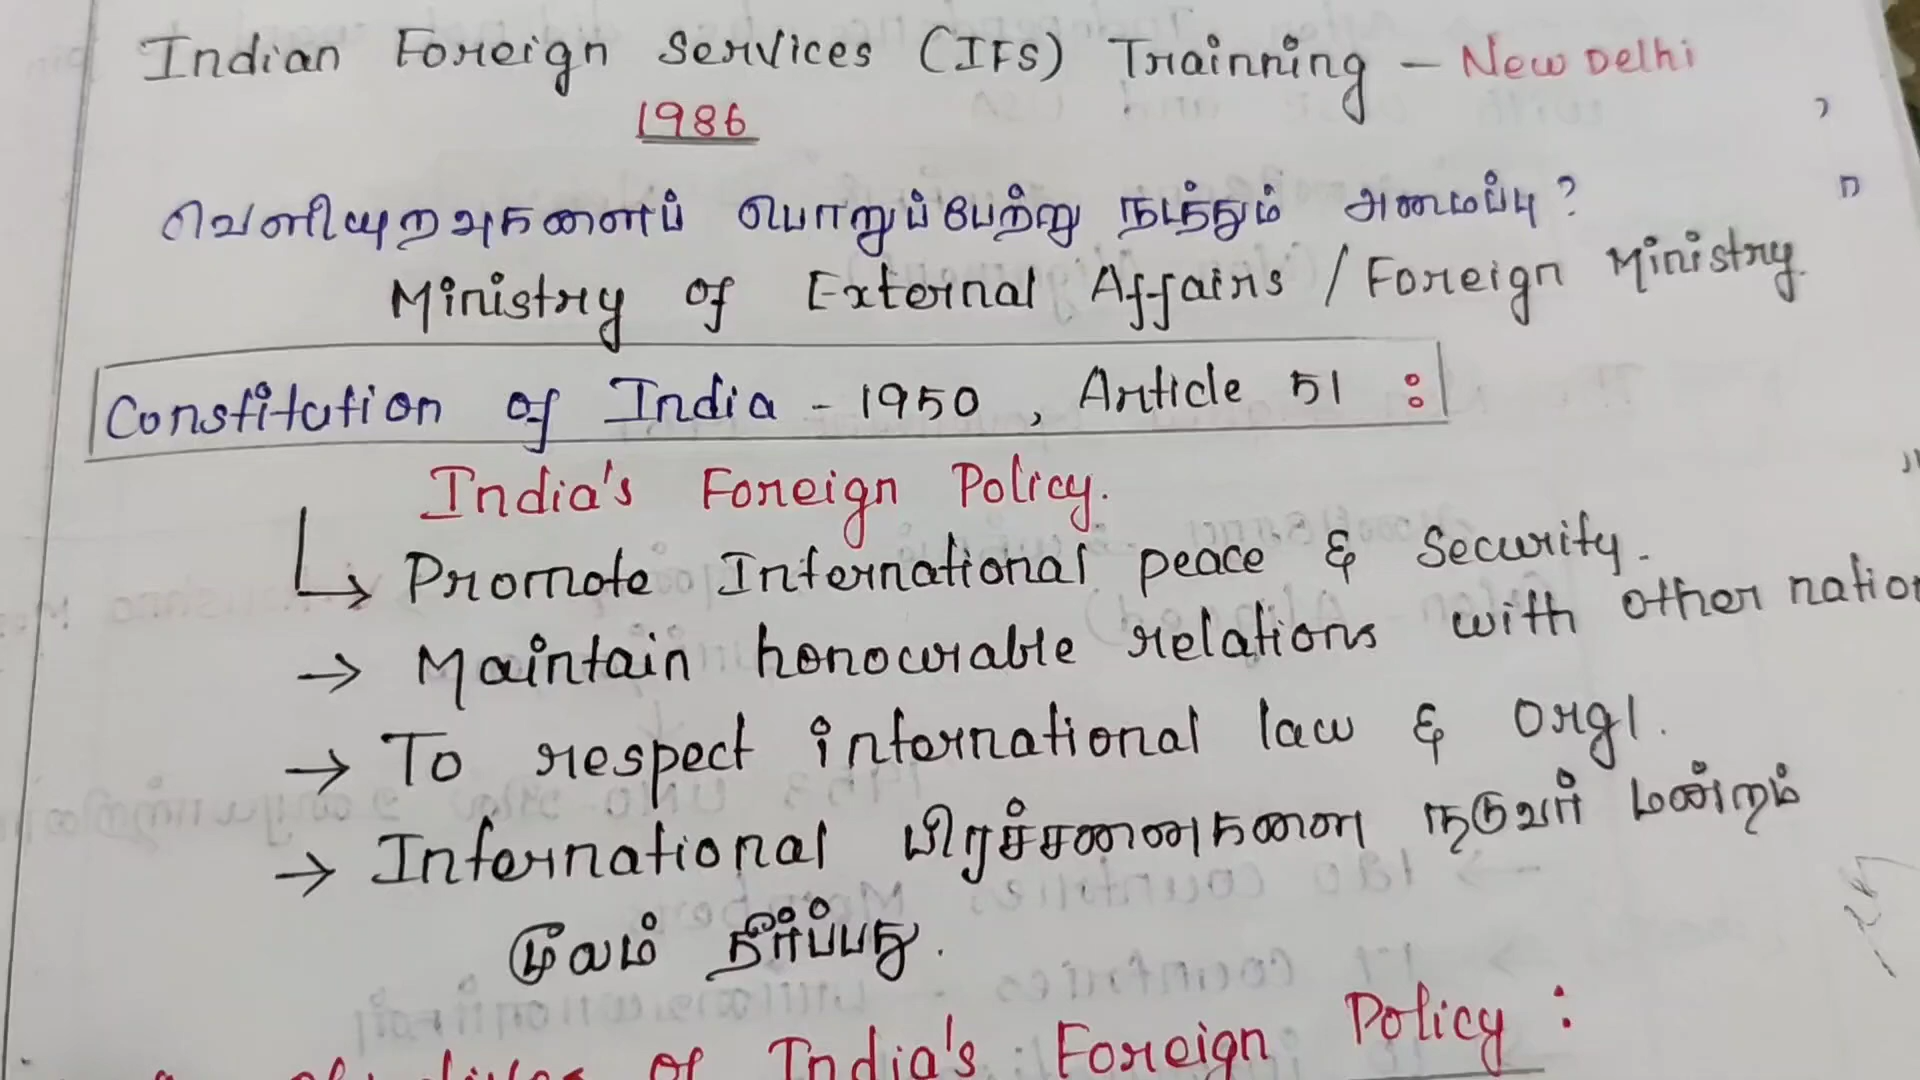 Indian Foreign Services (IFS) Trainning - New Delhi
1986
வெளியுறவுகளைப் பொறுப்பேற்று நடத்தும் அமைப்பு?
Ministry of External Affairs / Foreign Ministry.
Constitution of India - 1950 , Article 51 :
India's Foreign Policy.
↳ Promote International peace & Security.
→ Maintain honourable relations with other nation
→ To respect international law & Orgl.
→ International பிரச்சனைகளை நடுவர் மன்றம்
மூலம் தீர்ப்பது.
of India's Foreign Policy :